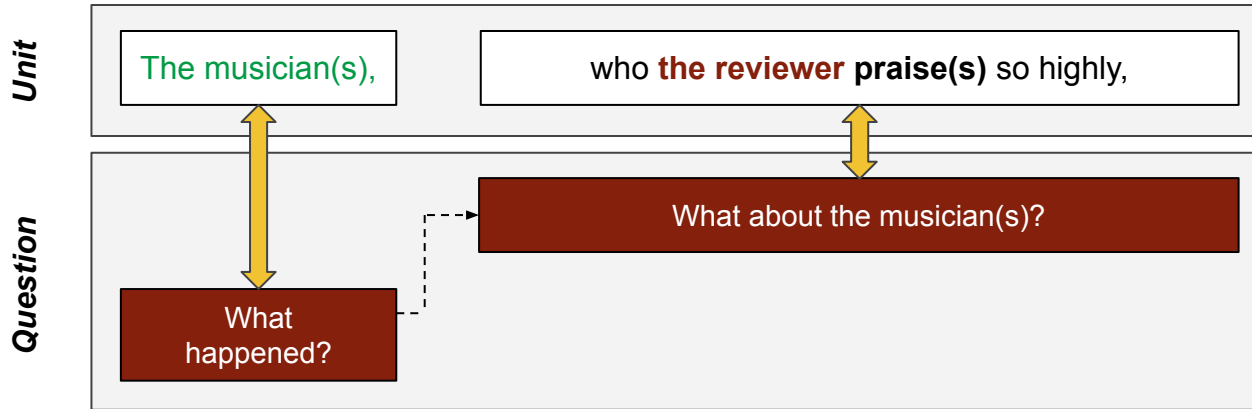 Unit
The musician(s),
who the reviewer praise(s) so highly,
Question
What about the musician(s)?
What
happened?